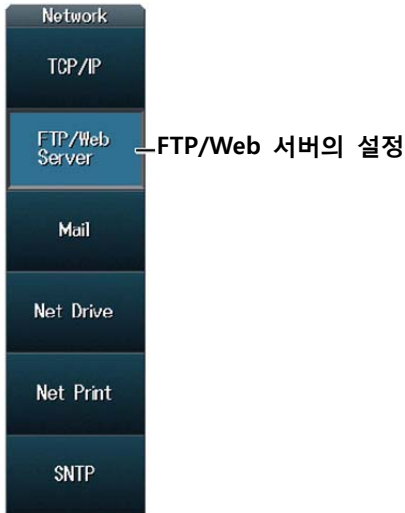 Network
TCP/IP
FTP/Web
Server
FTP/Web 서버의 설정
Mail
Net Drive
Net Print
SNTP